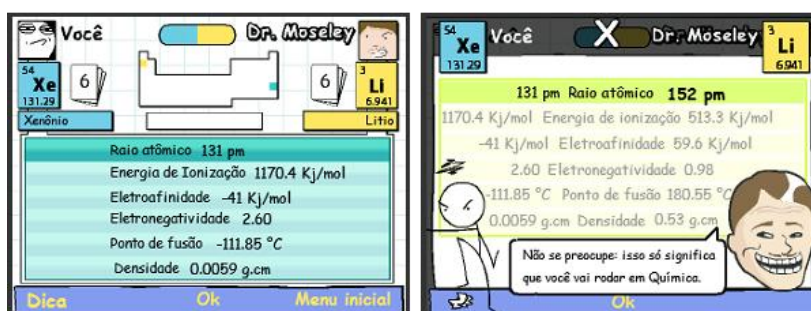 Você
Dr. Moseley
54
Xe
131.29
6
6
3
Li
6.941
Xenônio
Lítio
Raio atômico 131 pm
Energia de Ionização 1170.4 Kj/mol
Eletroafinidade -41 Kj/mol
Eletronegatividade 2.60
Ponto de fusão -111.85 °C
Densidade 0.0059 g.cm
Dica
Ok
Menu inicial
54
Xe
131.29
Você
X
Dr. Moseley
3
Li
6.941
131 pm Raio atômico 152 pm
1170.4 Kj/mol Energia de ionização 513.3 Kj/mol
-41 Kj/mol Eletroafinidade 59.6 Kj/mol
2.60 Eletronegatividade 0.98
-111.85 °C Ponto de fusão 180.55 °C
0.0059 g.cm Densidade 0.53 g.cm
Não se preocupe: isso só significa
que você vai rodar em Química.
Ok